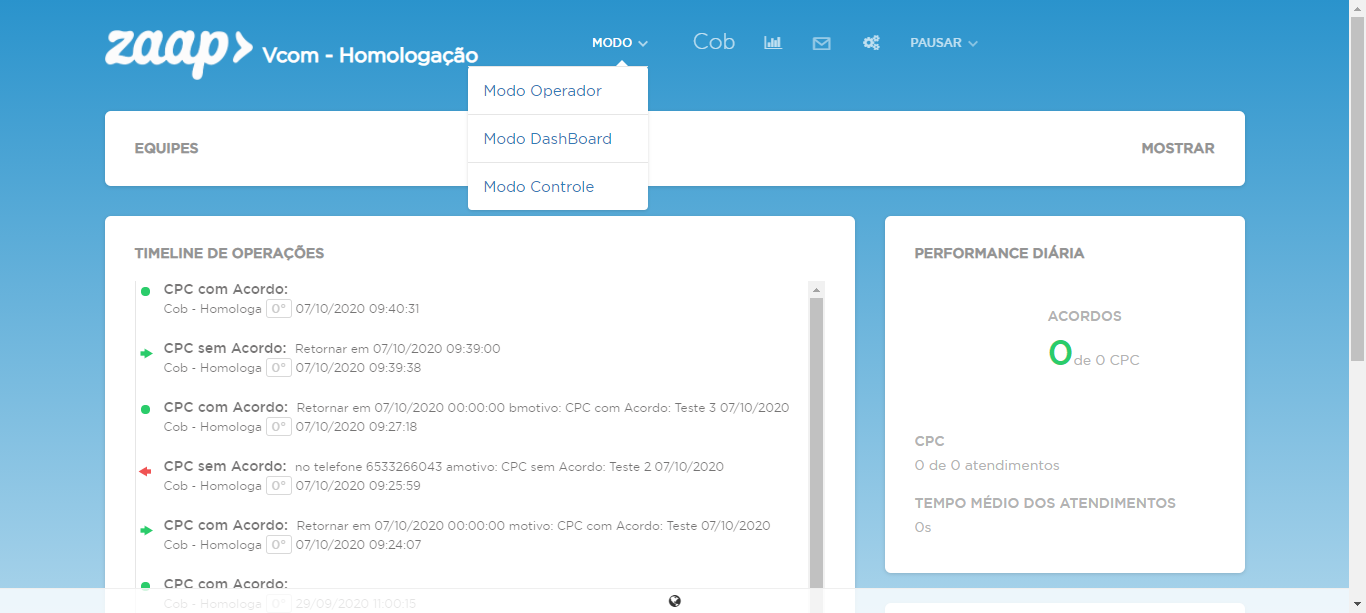 zaap Vcom - Homologação
MODO
Cob
PAUSAR
Modo Operador
Modo DashBoard
Modo Controle
EQUIPES
MOSTRAR
TIMELINE DE OPERAÇÕES
CPC com Acordo:
Cob - Homologa 0° 07/10/2020 09:40:31
CPC sem Acordo: Retornar em 07/10/2020 09:39:00
Cob - Homologa 0° 07/10/2020 09:39:38
CPC com Acordo: Retornar em 07/10/2020 00:00:00 bmotivo: CPC com Acordo: Teste 3 07/10/2020
Cob - Homologa 0° 07/10/2020 09:27:18
CPC sem Acordo: no telefone 6533266043 amotivo: CPC sem Acordo: Teste 2 07/10/2020
Cob - Homologa 0° 07/10/2020 09:25:59
CPC com Acordo: Retornar em 07/10/2020 00:00:00 motivo: CPC com Acordo: Teste 07/10/2020
Cob - Homologa 0° 07/10/2020 09:24:07
CPC com Acordo:
Cob - Homologa 0° 29/09/2020 11:00:15
PERFORMANCE DIÁRIA
ACORDOS
0 de 0 CPC
CPC
0 de 0 atendimentos
TEMPO MÉDIO DOS ATENDIMENTOS
0s